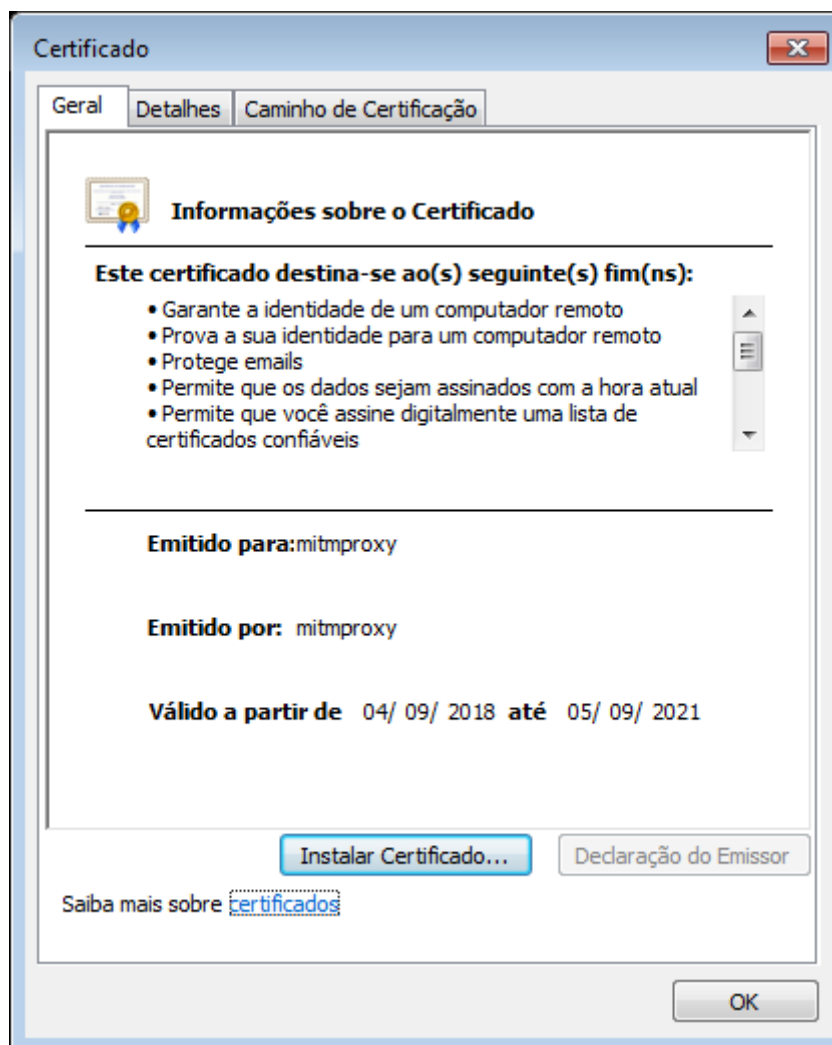 Certificado
Geral Detalhes Caminho de Certificação
Informações sobre o Certificado
Este certificado destina-se ao(s) seguinte(s) fim(ns):
• Garante a identidade de um computador remoto
• Prova a sua identidade para um computador remoto
• Protege emails
• Permite que os dados sejam assinados com a hora atual
• Permite que você assine digitalmente uma lista de
certificados confiáveis
Emitido para:mitmproxy
Emitido por: mitmproxy
Válido a partir de 04/ 09/ 2018 até 05/ 09/ 2021
Instalar Certificado... Declaração do Emissor
Saiba mais sobre certificados
OK